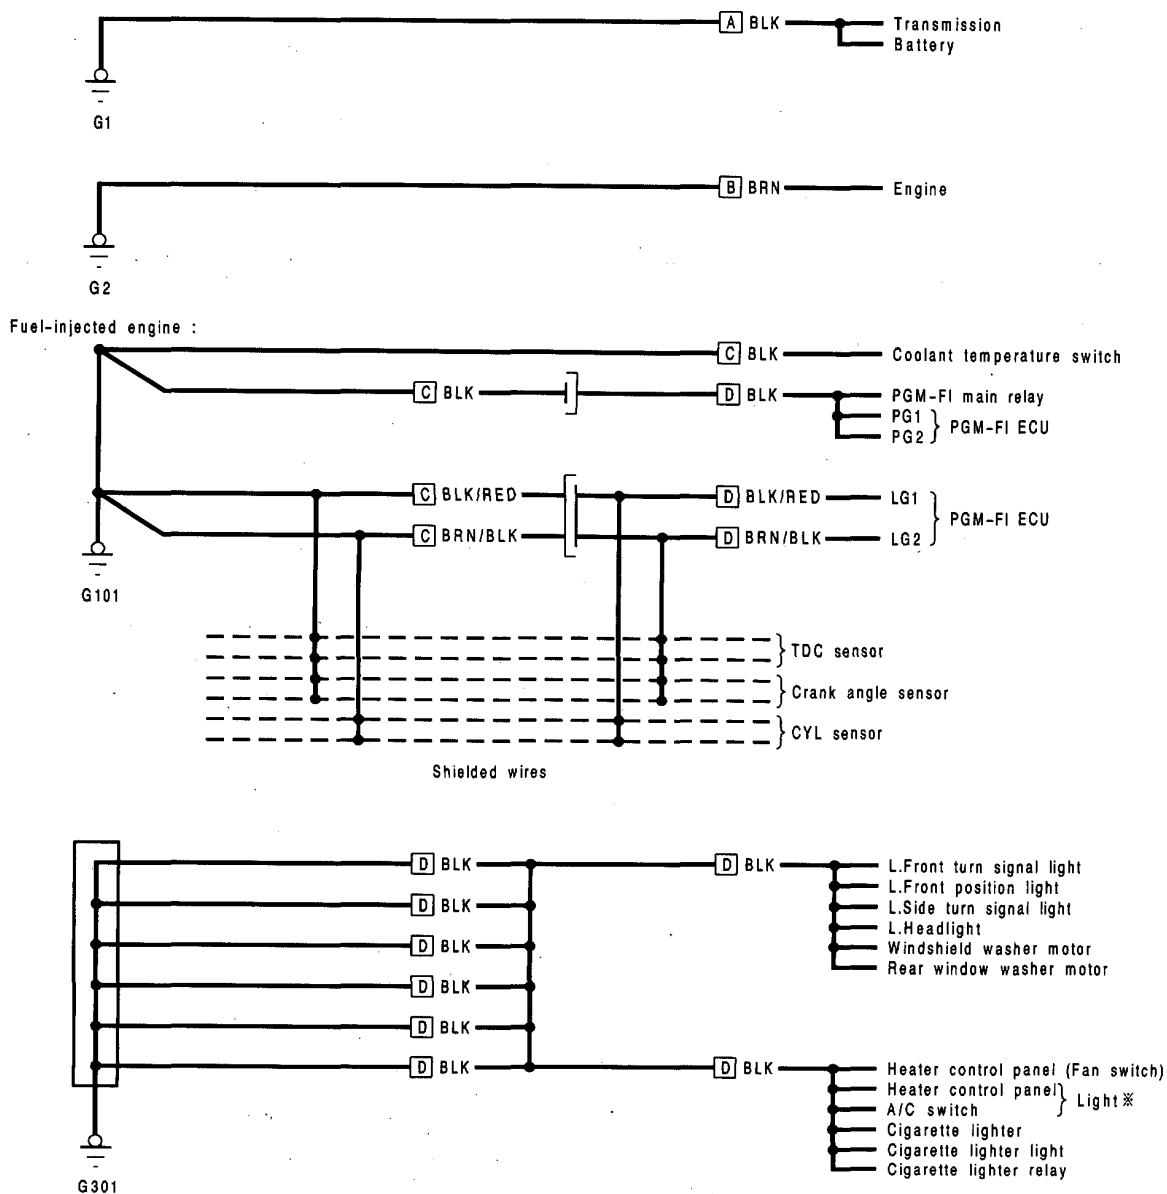 A BLK Transmission
Battery
G1
B BRN Engine
G2
Fuel-injected engine :
C BLK Coolant temperature switch
C BLK D BLK PGM-FI main relay
PG1
PG2 PGM-FI ECU
C BLK/RED D BLK/RED LG1
PGM-FI ECU
C BRN/BLK D BRN/BLK LG2
G101
TDC sensor
Crank angle sensor
CYL sensor
Shielded wires
D BLK D BLK L.Front turn signal light
L.Front position light
D BLK L.Side turn signal light
L.Headlight
D BLK Windshield washer motor
Rear window washer motor
D BLK
D BLK
D BLK D BLK Heater control panel (Fan switch)
Heater control panel
Light※
A/C switch
Cigarette lighter
Cigarette lighter light
Cigarette lighter relay
G301